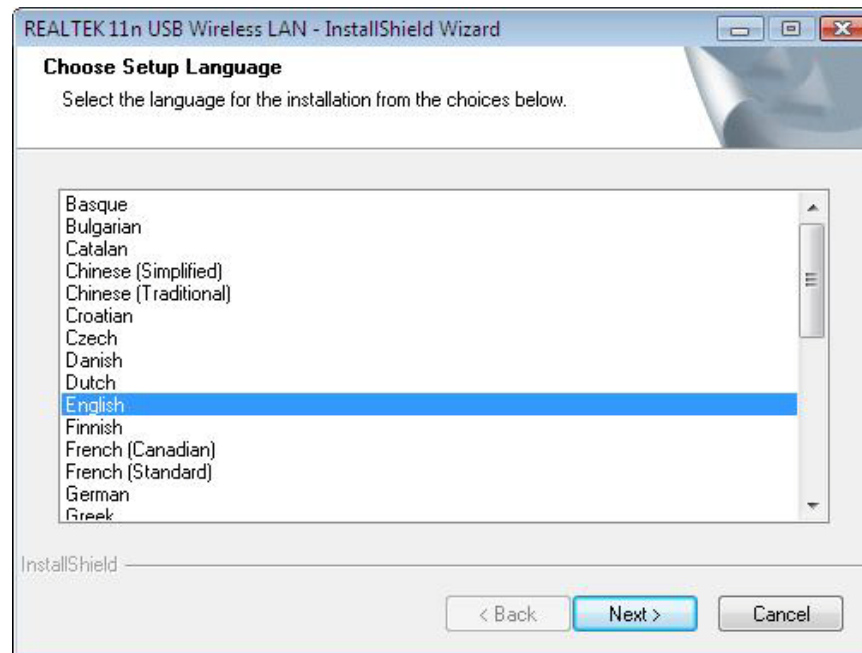 REALTEK 11n USB Wireless LAN - InstallShield Wizard
Choose Setup Language
Select the language for the installation from the choices below.
Basque
Bulgarian
Catalan
Chinese (Simplified)
Chinese (Traditional)
Croatian
Czech
Danish
Dutch
English
Finnish
French (Canadian)
French (Standard)
German
Greek
InstallShield
< Back
Next >
Cancel